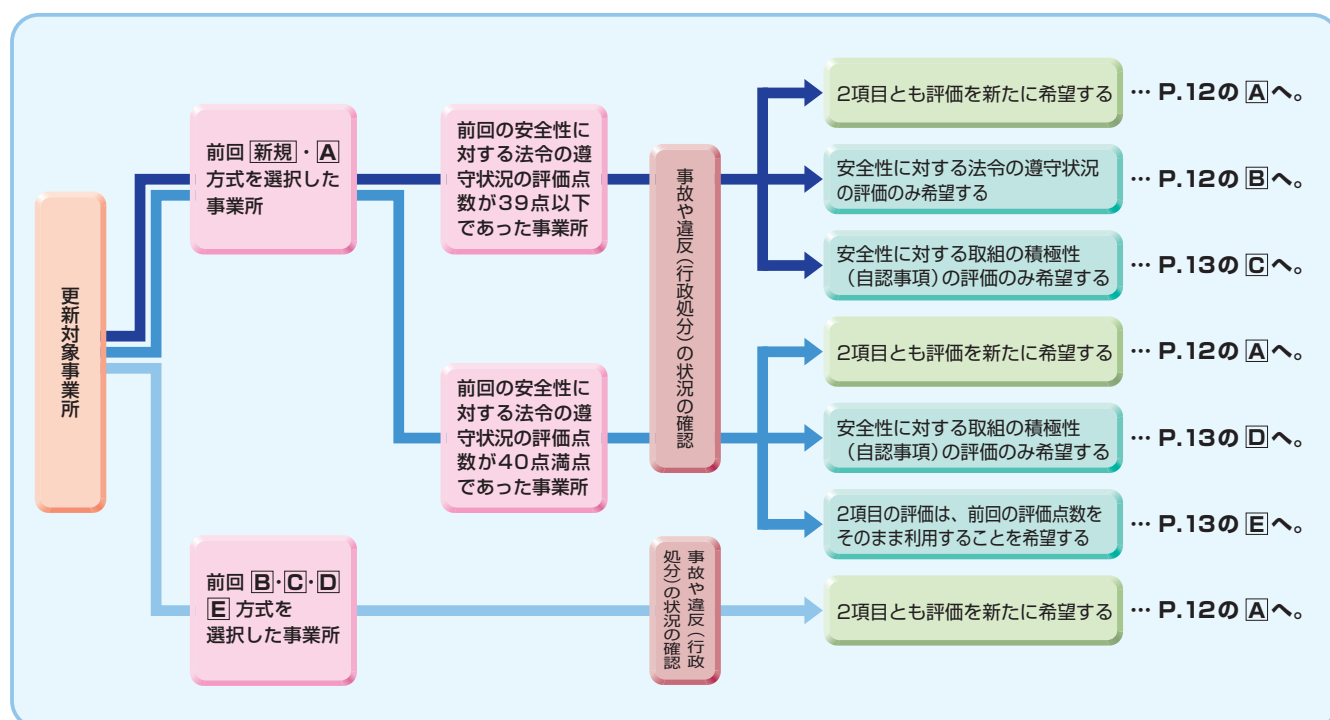 更新対象事業所
前回 新規・A
方式を選択した
事業所
前回の安全性に
対する法令の遵
守状況の評価点
数が39点以下
であった事業所
前回の安全性に
対する法令の遵
守状況の評価点
数が40点満点
であった事業所
事故や違反(行政処分)の状況の確認
2項目とも評価を新たに希望する
… P.12の A へ。
安全性に対する法令の遵守状況
の評価のみ希望する
… P.12の B へ。
安全性に対する取組の積極性
(自認事項)の評価のみ希望する
… P.13の C へ。
2項目とも評価を新たに希望する
… P.12の A へ。
安全性に対する取組の積極性
(自認事項)の評価のみ希望する
… P.13の D へ。
2項目の評価は、前回の評価点数を
そのまま利用することを希望する
… P.13の E へ。
前回 B・C・D
E 方式を
選択した事業所
事故や違反(行政
処分)の状況の確認
2項目とも評価を新たに希望する
… P.12の A へ。